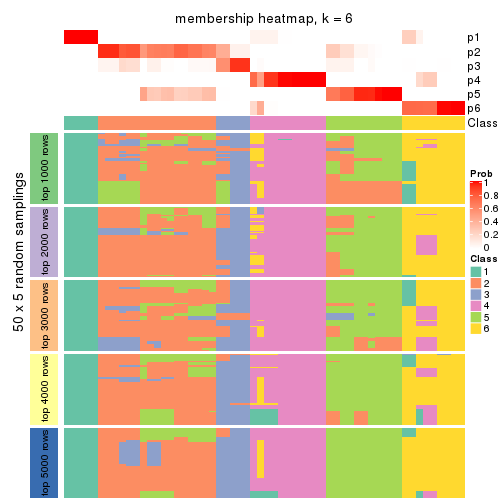 membership heatmap, k = 6
p1
p2
p3
p4
p5
p6
Class
50 x 5 random samplings
top 1000 rows
top 2000 rows
top 3000 rows
top 4000 rows
top 5000 rows
Prob
1
0.8
0.6
0.4
0.2
0
Class
1
2
3
4
5
6